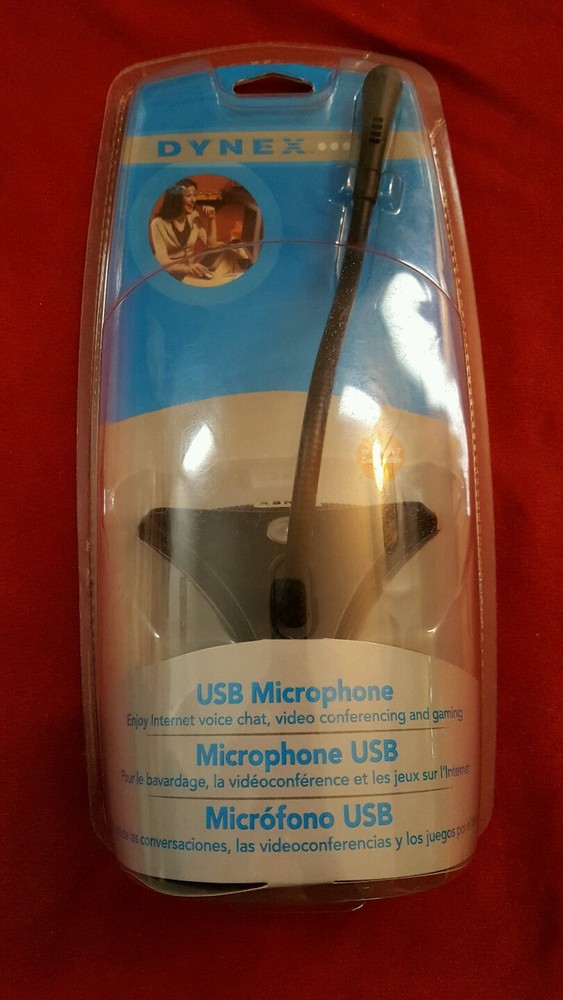 DYNEX
USB Microphone
Enjoy Internet voice chat, video conferencing and gaming
Microphone USB
Pour le bavardage, la vidéoconférence et les jeux sur l'Internet
Micrófono USB
las conversaciones, las videoconferencias y los juegos